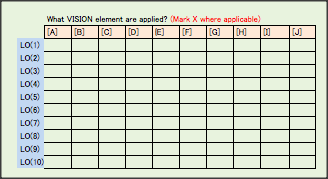 What VISION element are applied? (Mark X where applicable)
[A] [B] [C] [D] (E] [F] [G] [H] [I] [J]
LO(1)
LO(2)
LO(3)
LO(4)
LO(5)
LO(6)
LO(7)
LO(8)
LO(9)
LO(10)